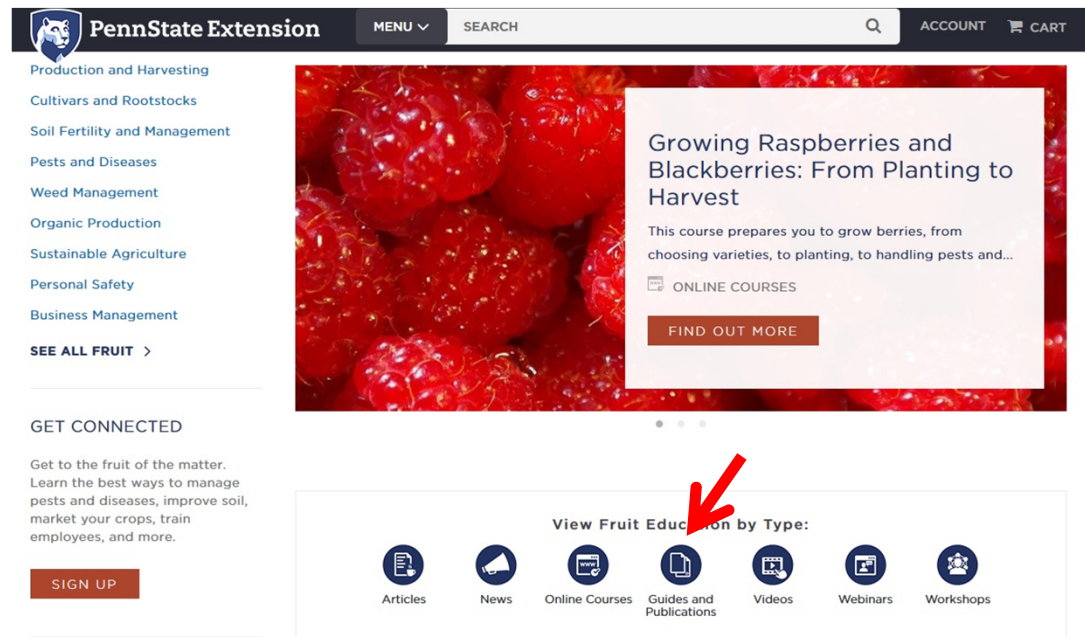 PennState Extension
MENU
SEARCH
ACCOUNT
CART
Production and Harvesting
Cultivars and Rootstocks
Soil Fertility and Management
Pests and Diseases
Weed Management
Organic Production
Sustainable Agriculture
Personal Safety
Business Management
SEE ALL FRUIT >
GET CONNECTED
Get to the fruit of the matter.
Learn the best ways to manage
pests and diseases, improve soil,
market your crops, train
employees, and more.
SIGN UP
Growing Raspberries and
Blackberries: From Planting to
Harvest
This course prepares you to grow berries, from
choosing varieties, to planting, to handling pests and...
ONLINE COURSES
FIND OUT MORE
View Fruit Education by Type:
Articles
News
www
Online Courses
Guides and
Publications
Videos
Webinars
Workshops